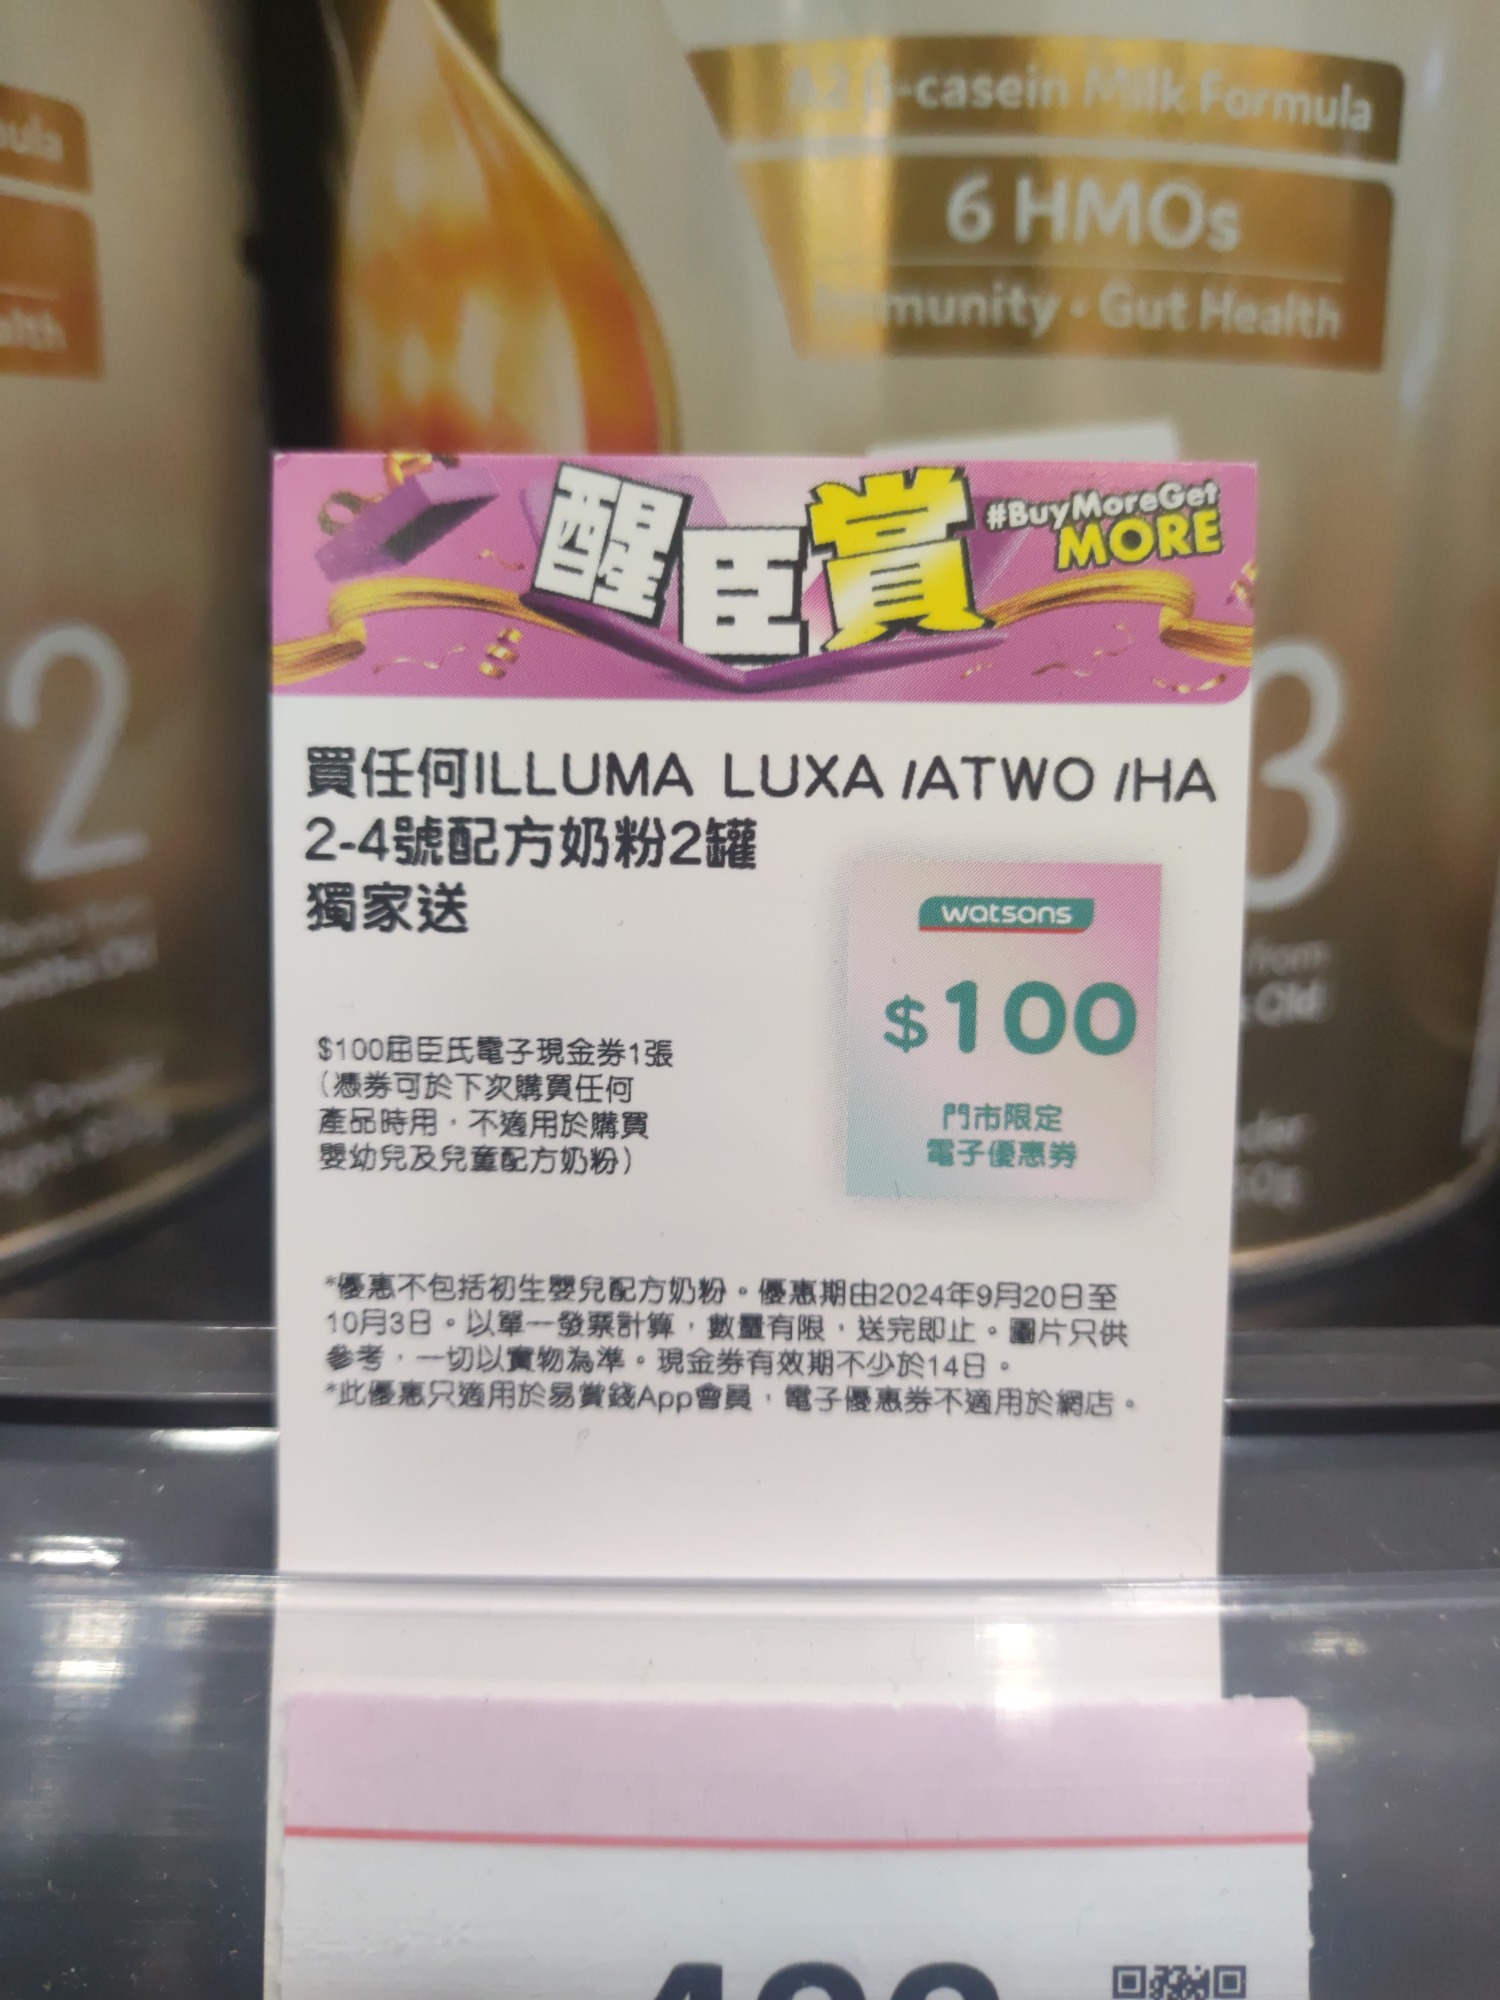 A2 β-casein Milk Formula
6 HMOs
Immunity · Gut Health
2
3
醒臣賞
#BuyMoreGet
MORE
買任何ILLUMA LUXA /ATWO /HA
2-4號配方奶粉2罐
獨家送
watsons
$100
門市限定
電子優惠券
$100屈臣氏電子現金券1張
(憑券可於下次購買任何
產品時用，不適用於購買
嬰幼兒及兒童配方奶粉)
*優惠不包括初生嬰兒配方奶粉。優惠期由2024年9月20日至
10月3日。以單一發票計算，數量有限，送完即止。圖片只供
參考，一切以實物為準。現金券有效期不少於14日。
*此優惠只適用於易賞錢App會員，電子優惠券不適用於網店。